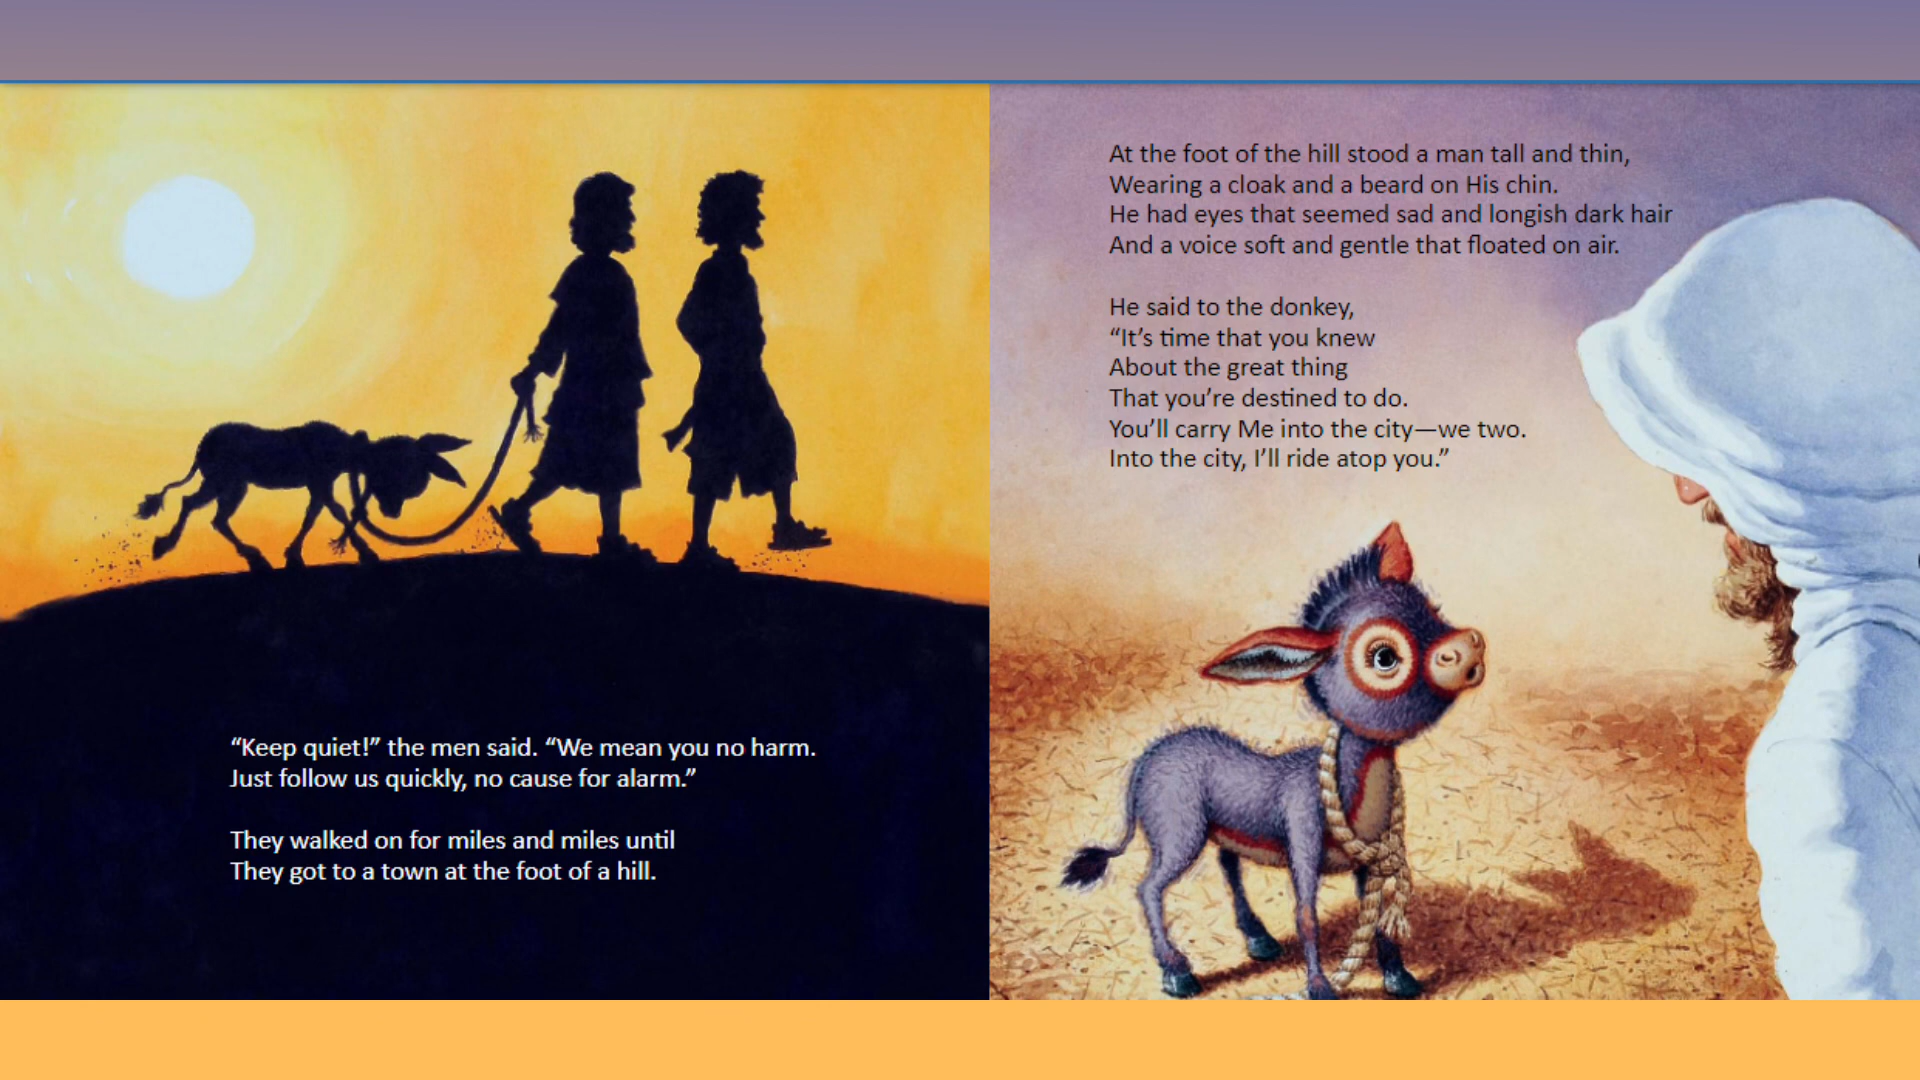 “Keep quiet!” the men said. “We mean you no harm.
Just follow us quickly, no cause for alarm.”
They walked on for miles and miles until
They got to a town at the foot of a hill.
At the foot of the hill stood a man tall and thin,
Wearing a cloak and a beard on His chin.
He had eyes that seemed sad and longish dark hair
And a voice soft and gentle that floated on air.
He said to the donkey,
“It’s time that you knew
About the great thing
That you’re destined to do.
You’ll carry Me into the city—we two.
Into the city, I’ll ride atop you.”